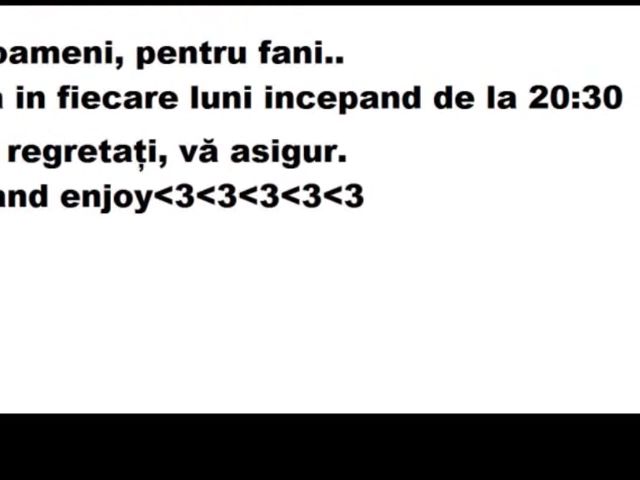 oameni, pentru fani..
in fiecare luni incepand de la 20:30
regretați, vă asigur.
and enjoy<3<3<3<3<3